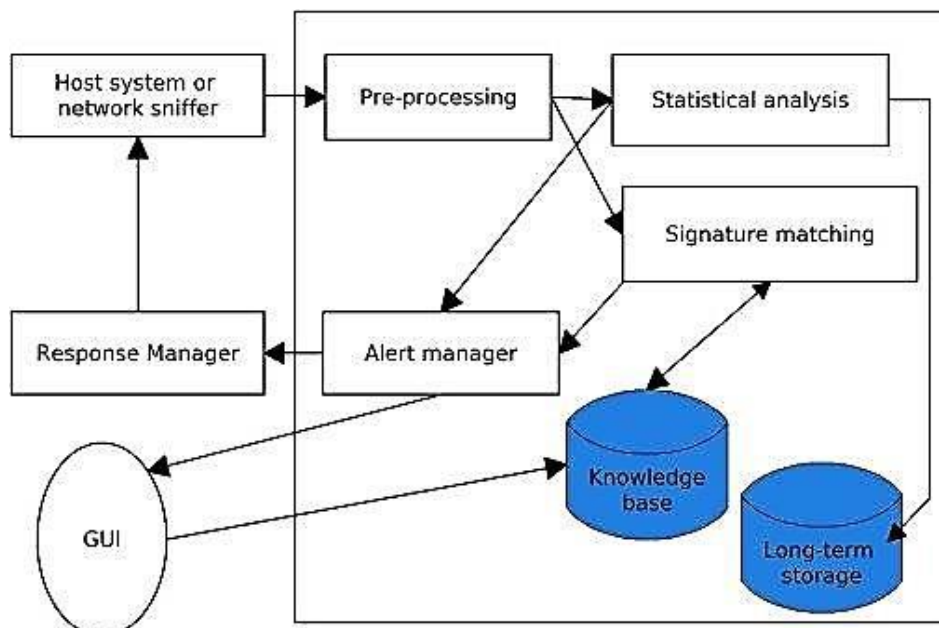 Host system or
network sniffer
Pre-processing
Statistical analysis
Signature matching
Response Manager
Alert manager
Knowledge
base
GUI
Long-term
storage